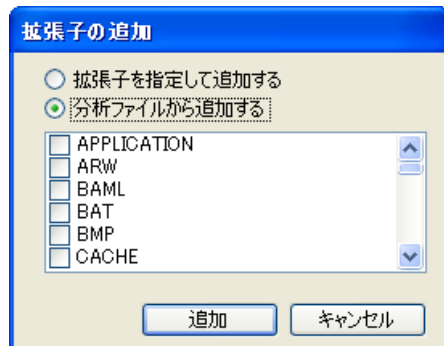 拡張子の追加
拡張子を指定して追加する
分析ファイルから追加する
APPLICATION
ARW
BAML
BAT
BMP
CACHE
追加 キャンセル